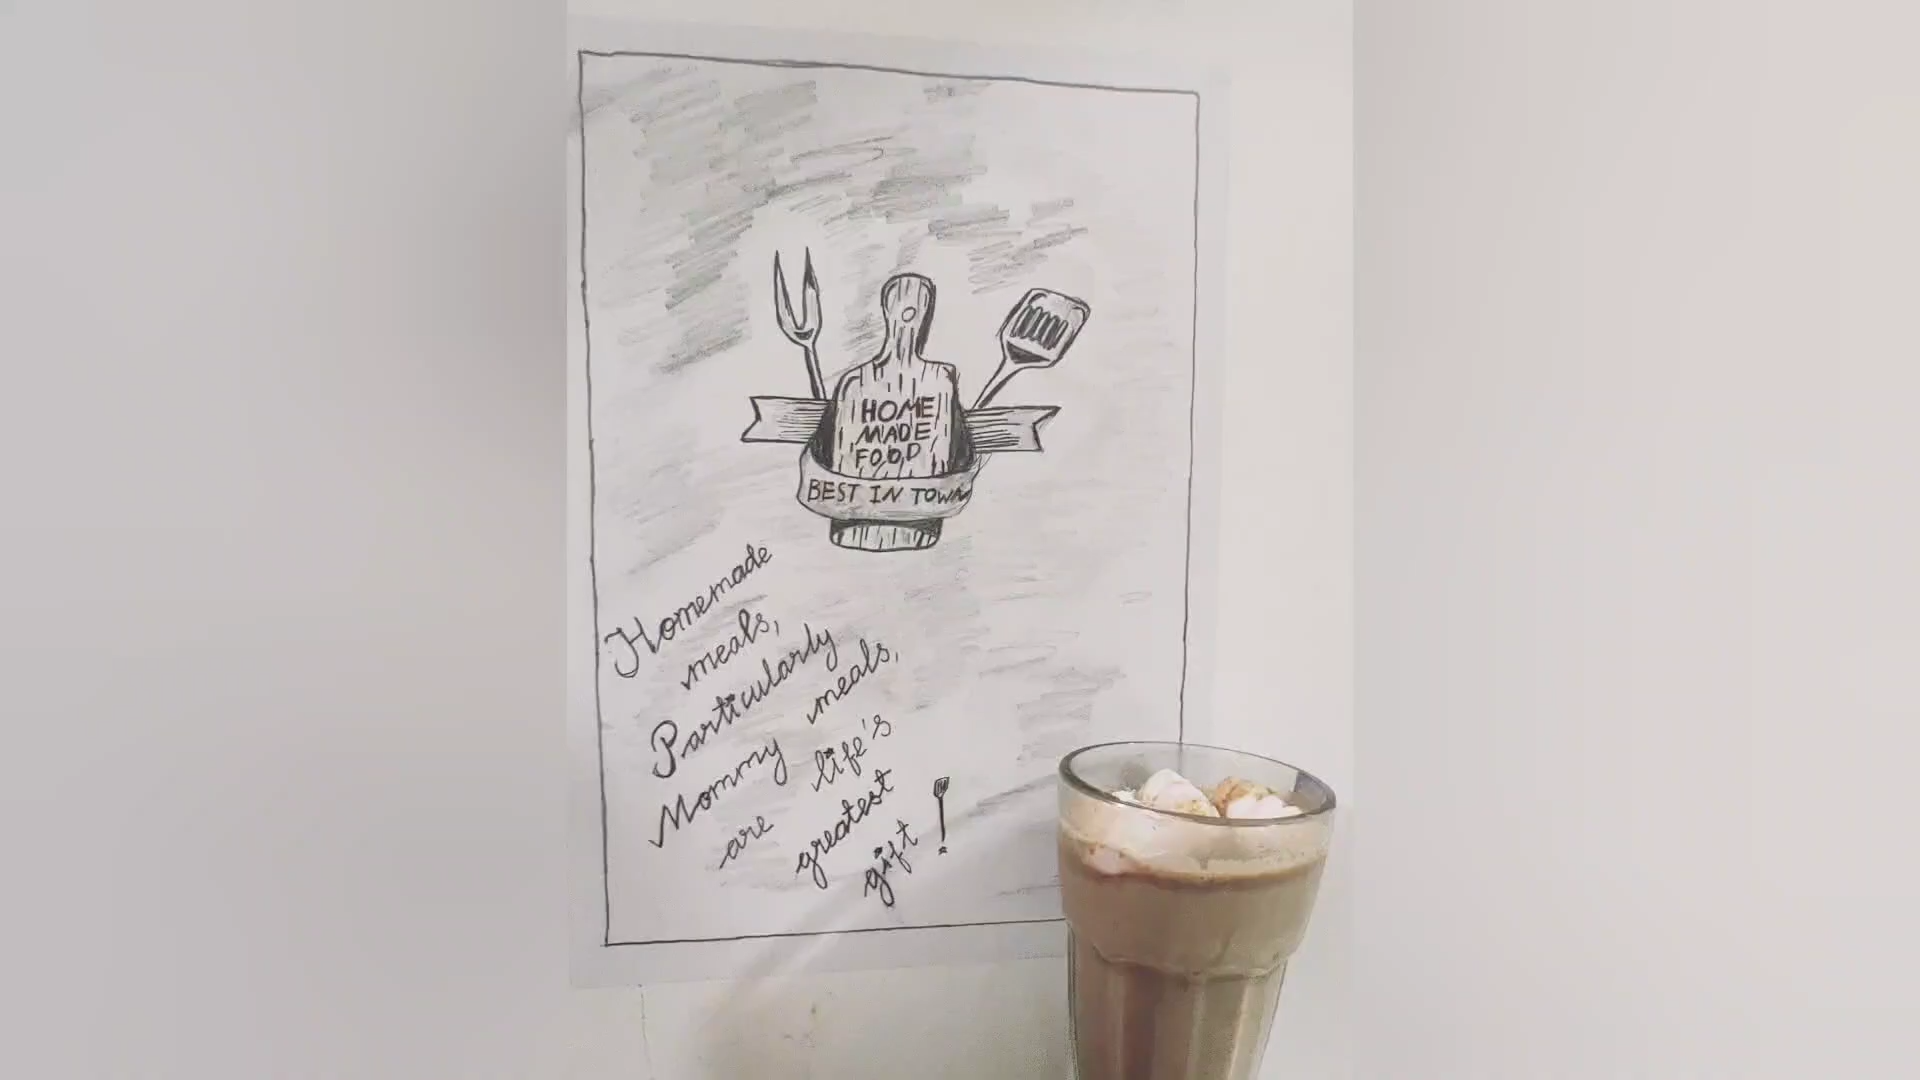 HOME
MADE
FOOD
BEST IN TOWN
Homemade
meals,
Particularly
Mommy meals,
are life's
greatest
gift !